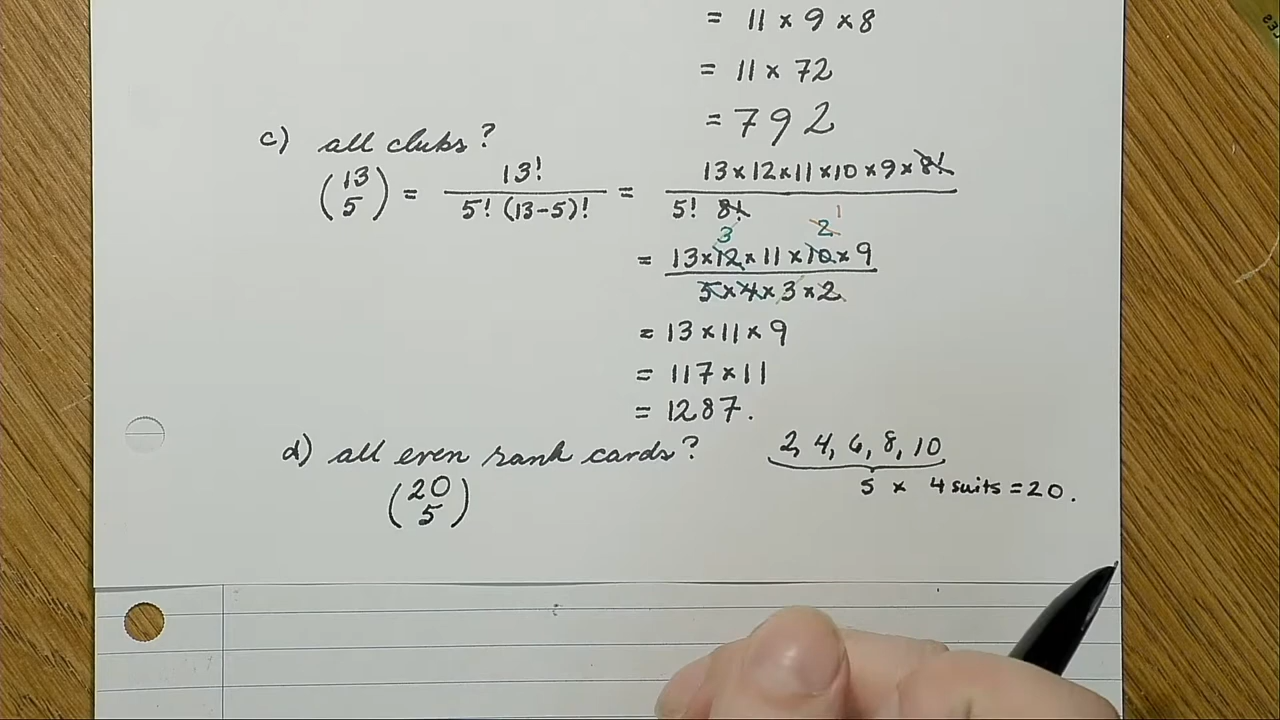 = 11 × 9 × 8
= 11 × 72
= 792
c) all clubs?
(13 5) = 13! / 5! (13-5)! = 13×12×11×10×9×8! / 5! 8!
3 2 1
= 13×12×11×10×9 / 5×4×3×2
= 13×11×9
= 117×11
= 1287.
d) all even rank cards? 2, 4, 6, 8, 10
(20 5) 5 × 4 suits = 20.